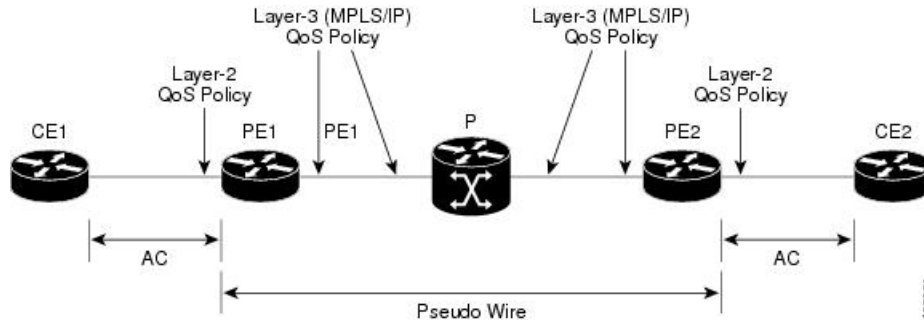 Layer-3 (MPLS/IP)
QoS Policy
Layer-3 (MPLS/IP)
QoS Policy
Layer-2
QoS Policy
Layer-2
QoS Policy
CE1
PE1
PE1
P
PE2
CE2
AC
AC
Pseudo Wire